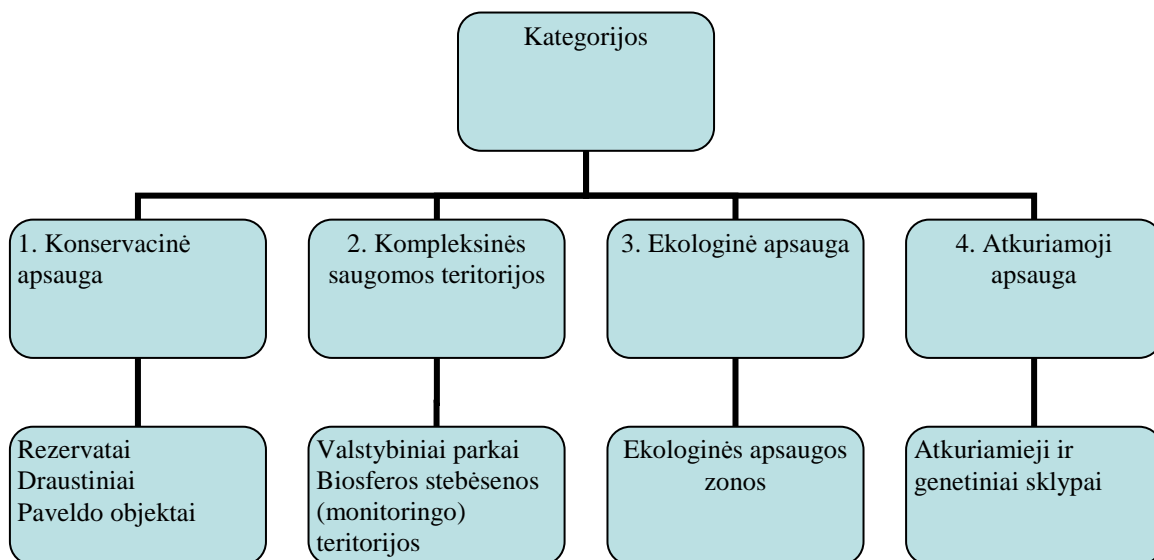 Kategorijos
1. Konservacinė
apsauga
2. Kompleksinės
saugomos teritorijos
3. Ekologinė apsauga
4. Atkuriamoji
apsauga
Rezervatai
Draustiniai
Paveldo objektai
Valstybiniai parkai
Biosferos stebėsenos
(monitoringo)
teritorijos
Ekologinės apsaugos
zonos
Atkuriamieji ir
genetiniai sklypai